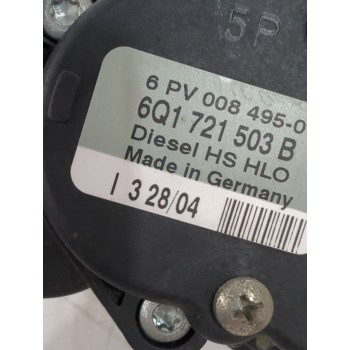 5P
6 PV 008 495-0
6Q1 721 503 B
Diesel HS HLO
Made in Germany
I 3 28/04